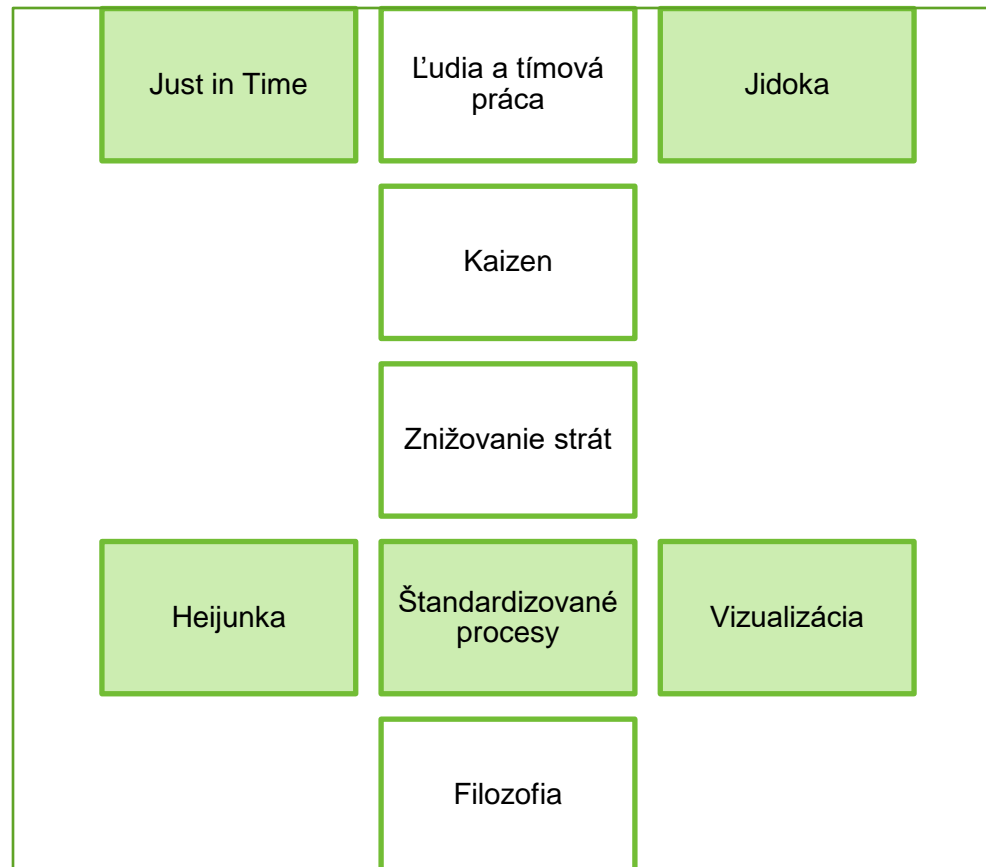 Just in Time
Ľudia a tímová
práca
Jidoka
Kaizen
Znižovanie strát
Heijunka
Štandardizované
procesy
Vizualizácia
Filozofia